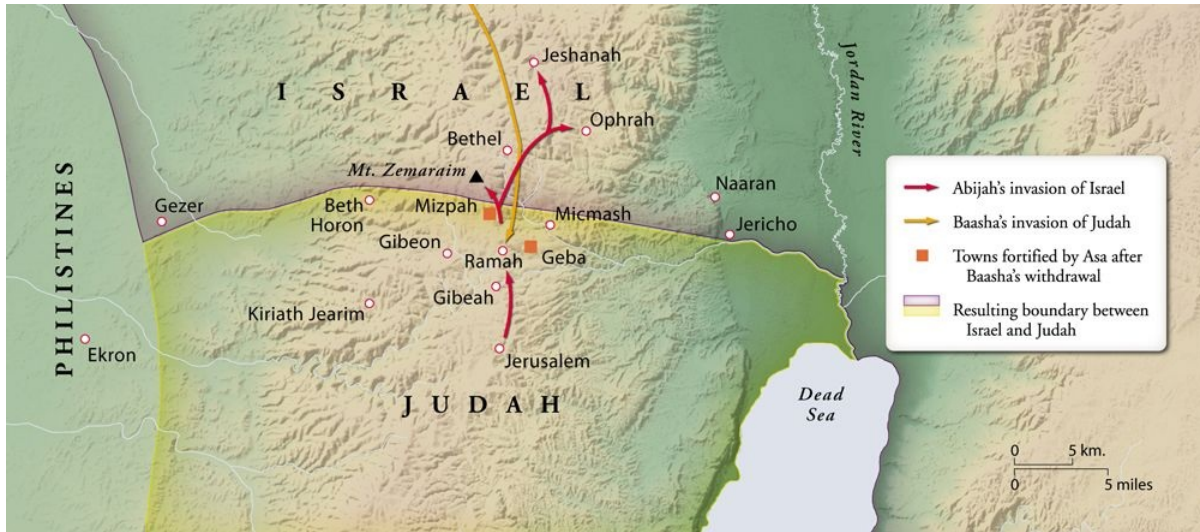 Jeshanah
I S R A E L
Ophrah
Bethel
Mt. Zemaraim
Jordan River
PHILISTINES
Gezer
Beth
Horon
Mizpah
Micmash
Naaran
Jericho
Gibeon
Ramah
Geba
Gibeah
Kiriath Jearim
Ekron
Jerusalem
J U D A H
Dead
Sea
Abijah's invasion of Israel
Baasha's invasion of Judah
Towns fortified by Asa after
Baasha's withdrawal
Resulting boundary between
Israel and Judah
0 5 km.
0 5 miles